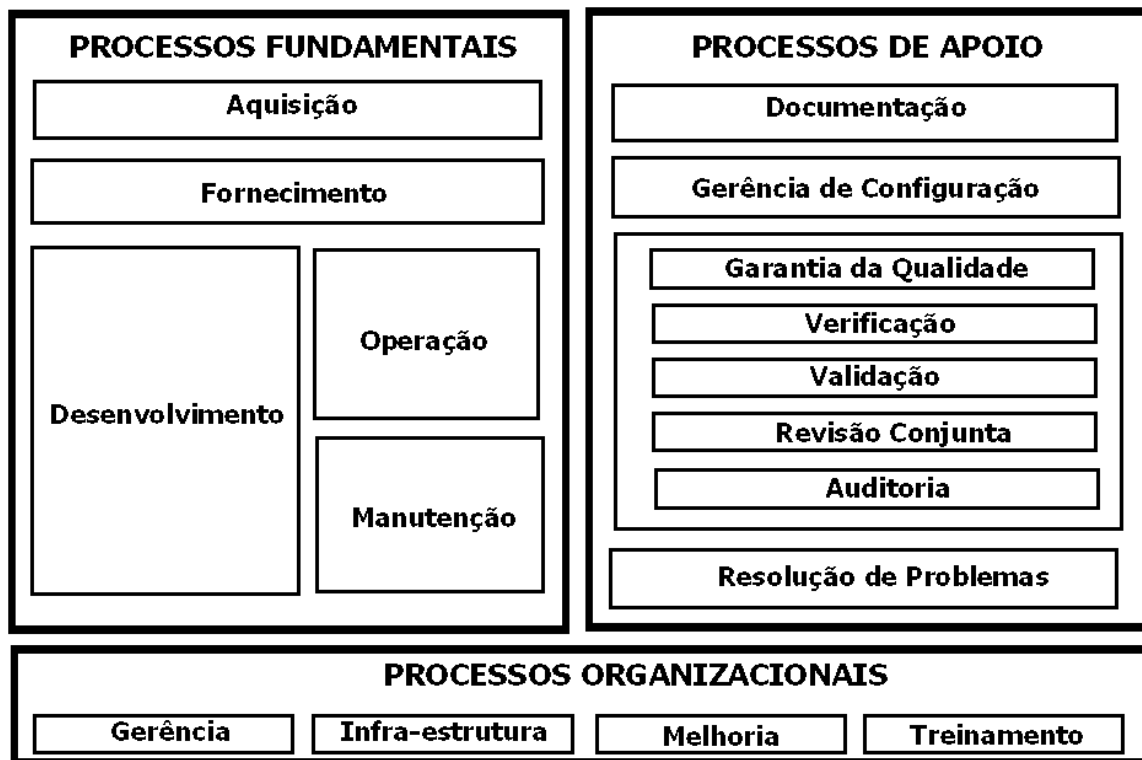 PROCESSOS FUNDAMENTAIS
Aquisição
Fornecimento
Desenvolvimento
Operação
Manutenção
PROCESSOS DE APOIO
Documentação
Gerência de Configuração
Garantia da Qualidade
Verificação
Validação
Revisão Conjunta
Auditoria
Resolução de Problemas
PROCESSOS ORGANIZACIONAIS
Gerência
Infra-estrutura
Melhoria
Treinamento